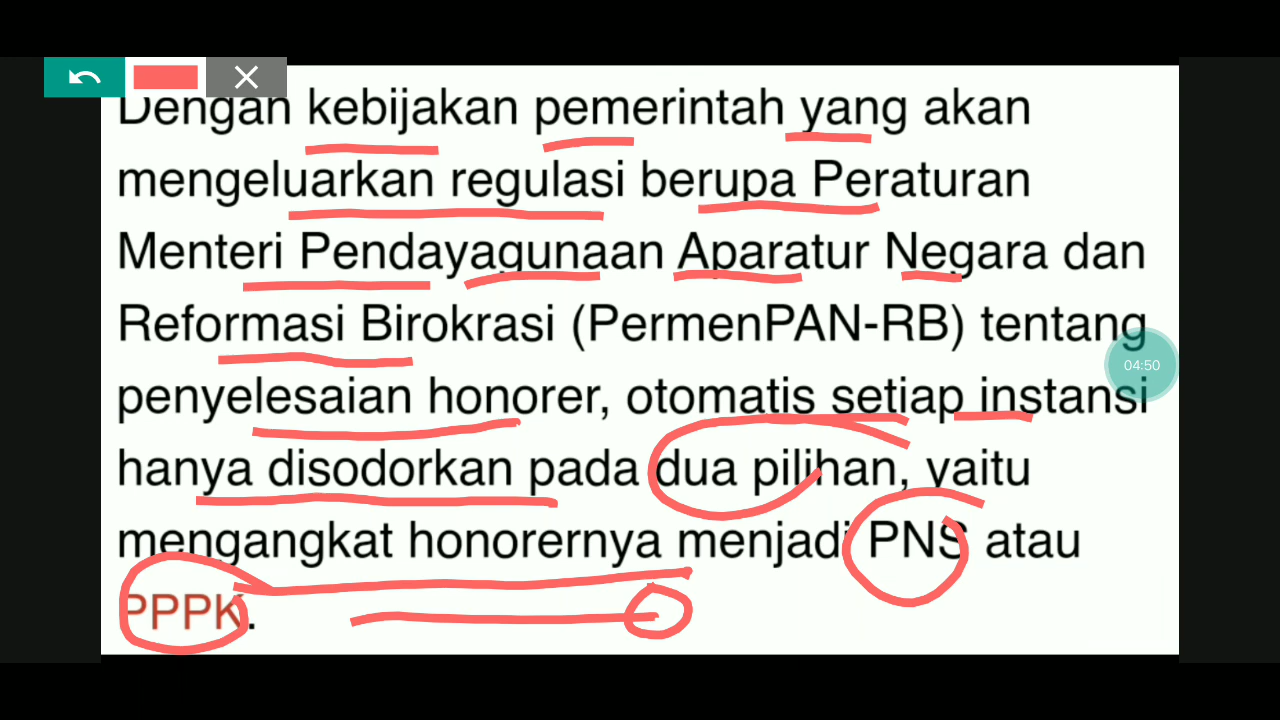 Dengan kebijakan pemerintah yang akan
mengeluarkan regulasi berupa Peraturan
Menteri Pendayagunaan Aparatur Negara dan
Reformasi Birokrasi (PermenPAN-RB) tentang
04:50
penyelesaian honorer, otomatis setiap instansi
hanya disodorkan pada dua pilihan, yaitu
mengangkat honorernya menjadi PNS atau
PPPK.